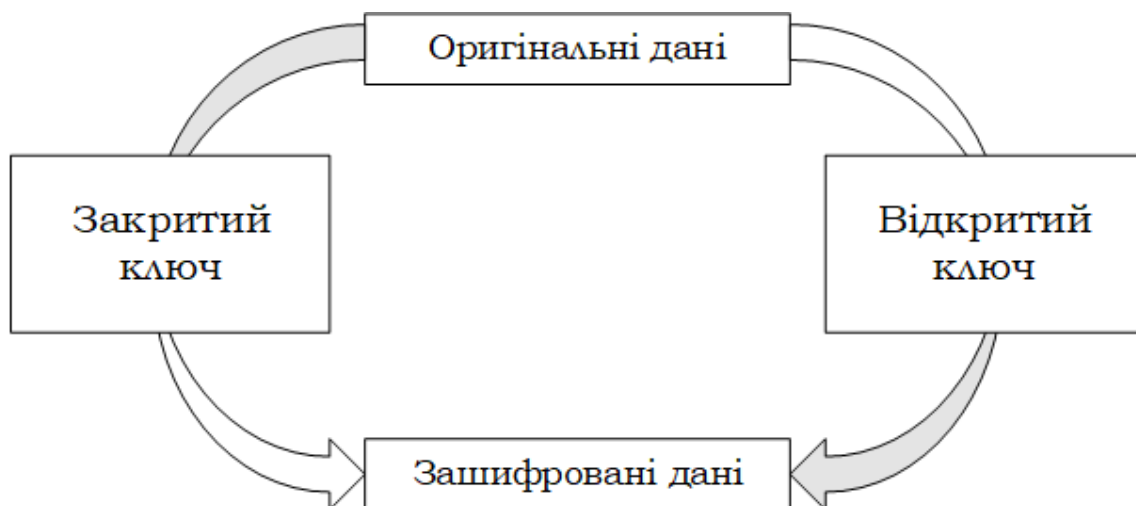 Оригінальні дані
Закритий
ключ
Відкритий
ключ
Зашифровані дані